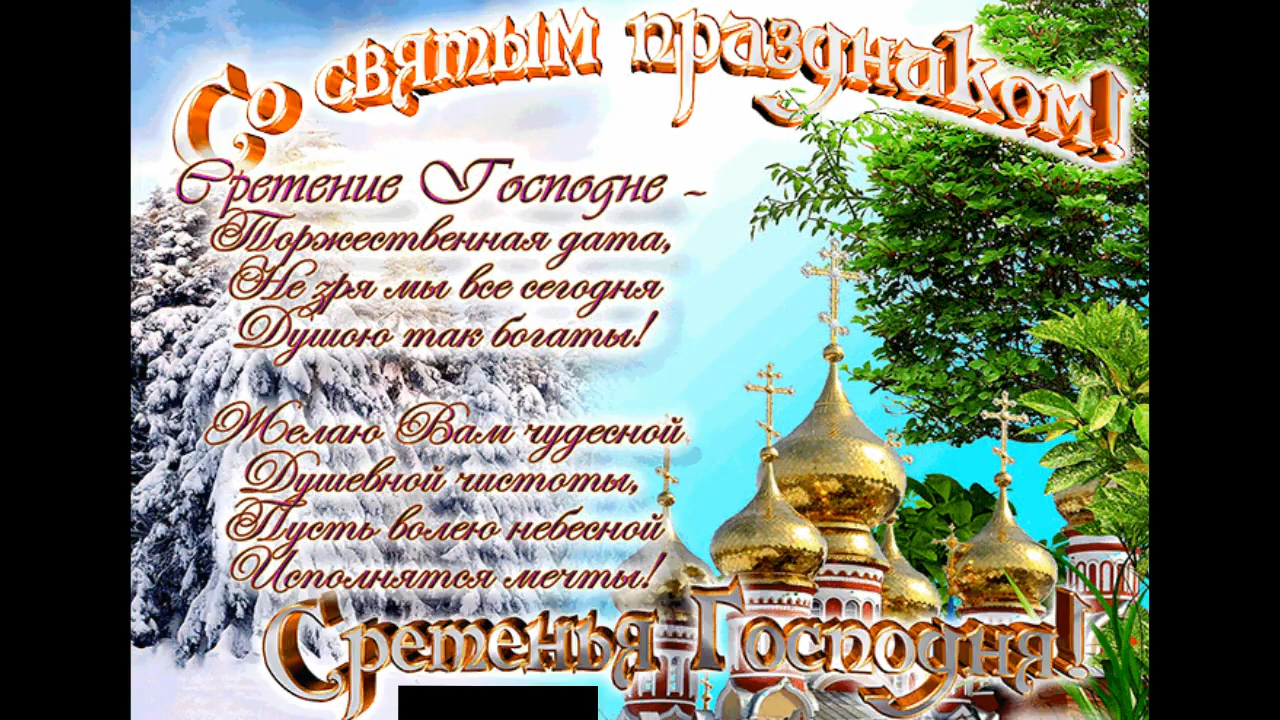 Со святым праздником!
Сретение Господне -
Торжественная дата,
Не зря мы все сегодня
Душою так богаты!
Желаю Вам чудесной
Душевной чистоты,
Пусть волею небесной
Исполнятся мечты!
Сретенья Господня!